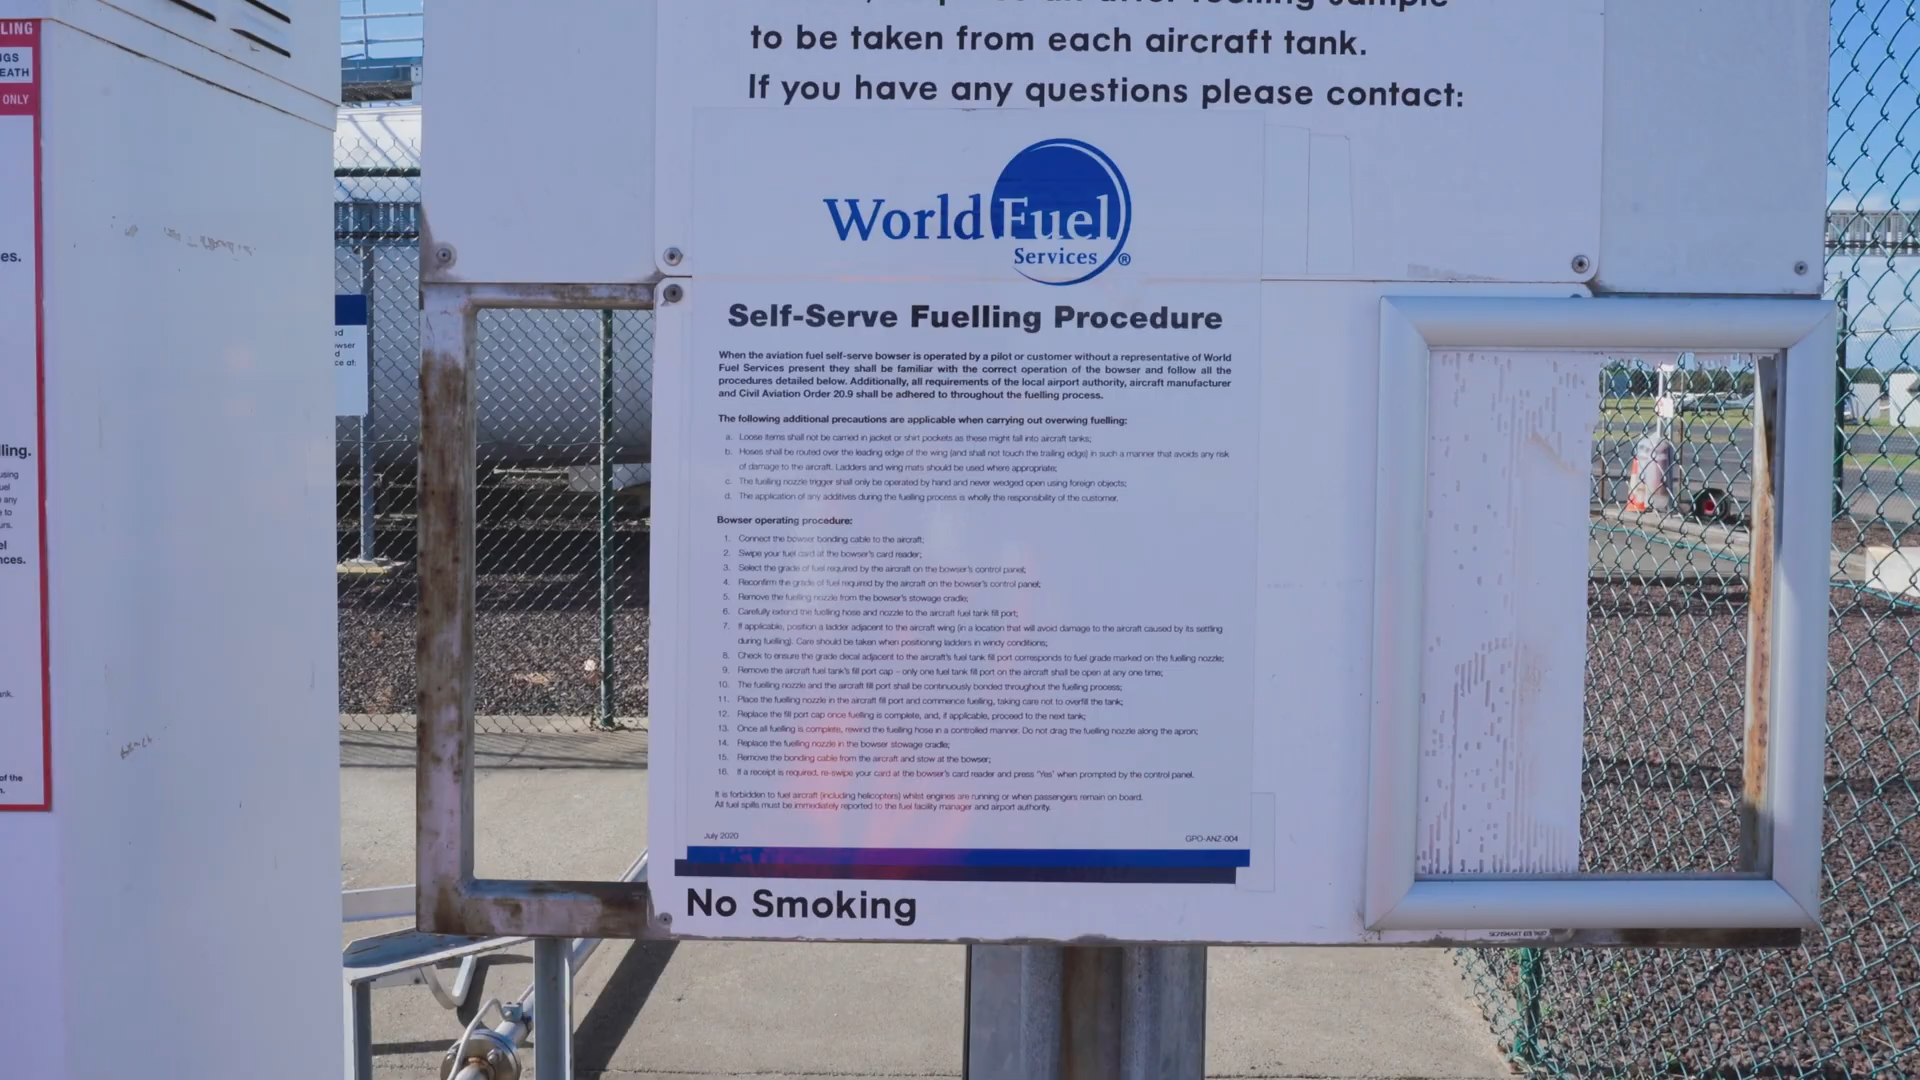 LING
GS
EATH
ONLY
es.
lling.
using
uel
any
to
urs.
el
nces.
ank.
of the
to be taken from each aircraft tank.
If you have any questions please contact:
World Fuel
Services ®
Self-Serve Fuelling Procedure
When the aviation fuel self-serve bowser is operated by a pilot or customer without a representative of World
Fuel Services present they shall be familiar with the correct operation of the bowser and follow all the
procedures detailed below. Additionally, all requirements of the local airport authority, aircraft manufacturer
and Civil Aviation Order 20.9 shall be adhered to throughout the fuelling process.
The following additional precautions are applicable when carrying out overwing fuelling:
a. Loose items shall not be carried in jacket or shirt pockets as these might fall into aircraft tanks;
b. Hoses shall be routed over the leading edge of the wing (and shall not touch the trailing edge) in such a manner that avoids any risk
of damage to the aircraft. Ladders and wing mats should be used where appropriate;
c. The fuelling nozzle trigger shall only be operated by hand and never wedged open using foreign objects;
d. The application of any additives during the fuelling process is wholly the responsibility of the customer.
Bowser operating procedure:
1. Connect the bowser bonding cable to the aircraft;
2. Swipe your fuel card at the bowser's card reader;
3. Select the grade of fuel required by the aircraft on the bowser's control panel;
4. Reconfirm the grade of fuel required by the aircraft on the bowser's control panel;
5. Remove the fuelling nozzle from the bowser's stowage cradle;
6. Carefully extend the fuelling hose and nozzle to the aircraft fuel tank fill port;
7. If applicable, position a ladder adjacent to the aircraft wing (in a location that will avoid damage to the aircraft caused by its settling
during fuelling). Care should be taken when positioning ladders in windy conditions;
8. Check to ensure the grade decal adjacent to the aircraft's fuel tank fill port corresponds to fuel grade marked on the fuelling nozzle;
9. Remove the aircraft fuel tank's fill port cap – only one fuel tank fill port on the aircraft shall be open at any one time;
10. The fuelling nozzle and the aircraft fill port shall be continuously bonded throughout the fuelling process;
11. Place the fuelling nozzle in the aircraft fill port and commence fuelling, taking care not to overfill the tank;
12. Replace the fill port cap once fuelling is complete, and, if applicable, proceed to the next tank;
13. Once all fuelling is complete, rewind the fuelling hose in a controlled manner. Do not drag the fuelling nozzle along the apron;
14. Replace the fuelling nozzle in the bowser stowage cradle;
15. Remove the bonding cable from the aircraft and stow at the bowser;
16. If a receipt is required, re-swipe your card at the bowser's card reader and press 'Yes' when prompted by the control panel.
It is forbidden to fuel aircraft (including helicopters) whilst engines are running or when passengers remain on board.
All fuel spills must be immediately reported to the fuel facility manager and airport authority.
July 2020
GPO-ANZ-004
No Smoking